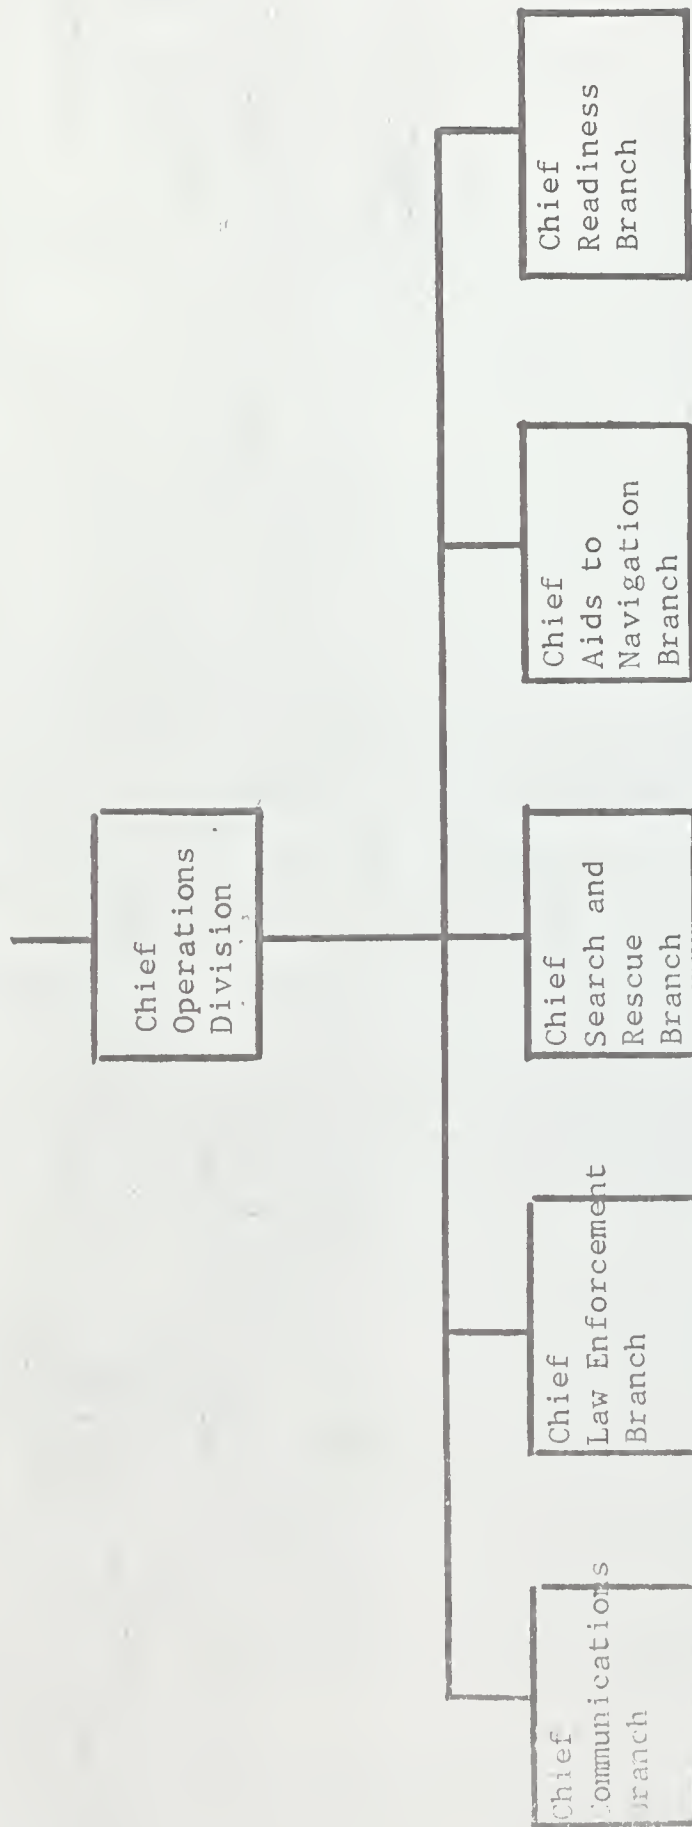 Chief
Operations
Division
Chief
Communications
Branch
Chief
Law Enforcement
Branch
Chief
Search and
Rescue
Branch
Chief
Aids to
Navigation
Branch
Chief
Readiness
Branch